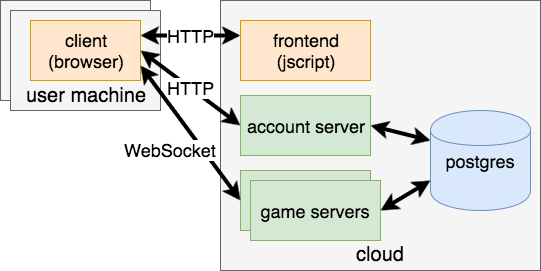 client
(browser)
user machine
HTTP
frontend
(jscript)
HTTP
account server
WebSocket
postgres
game servers
cloud